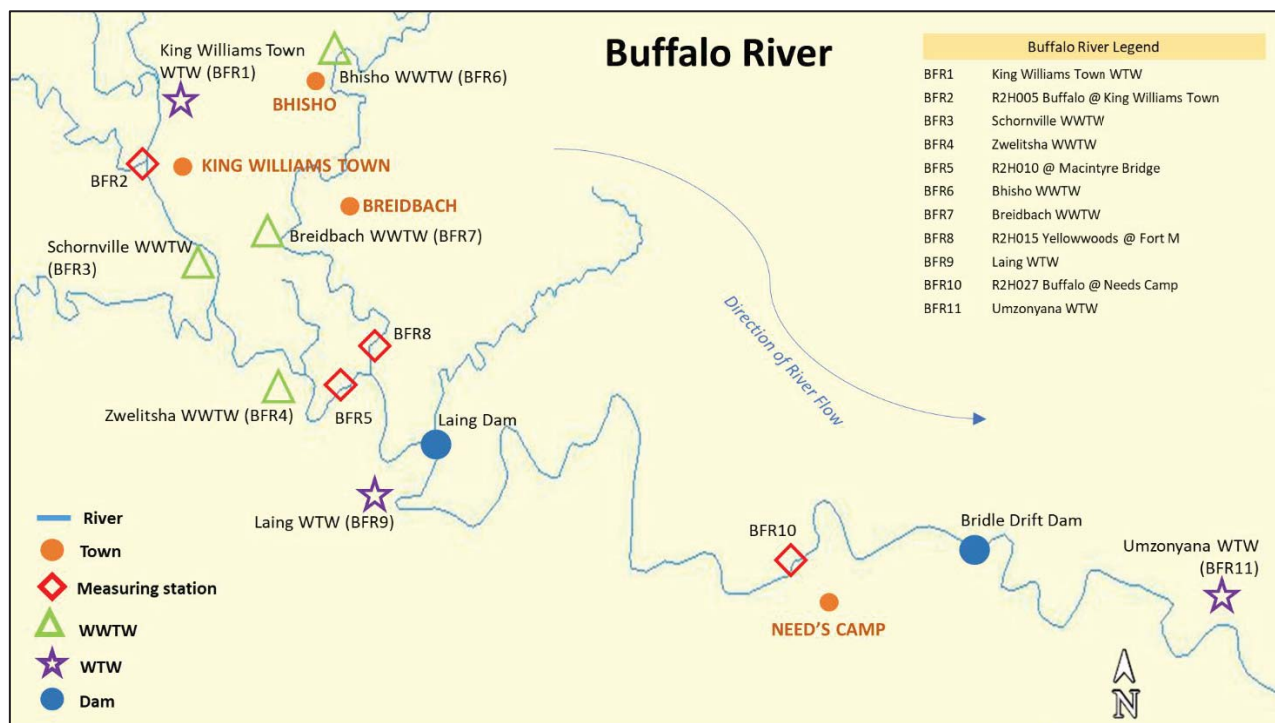 Buffalo River
King Williams Town
WTW (BFR1)
Bhisho WWTW (BFR6)
BHISHO
KING WILLIAMS TOWN
BFR2
BREIDBACH
Breidbach WWTW (BFR7)
Schornville WWTW
(BFR3)
BFR8
Zwelitsha WWTW (BFR4)
BFR5
Laing Dam
Laing WTW (BFR9)
Direction of River Flow
BFR10
NEED'S CAMP
Bridle Drift Dam
Umzonyana WTW
(BFR11)
Buffalo River Legend
BFR1 King Williams Town WTW
BFR2 R2H005 Buffalo @ King Williams Town
BFR3 Schornville WWTW
BFR4 Zwelitsha WWTW
BFR5 R2H010 @ Macintyre Bridge
BFR6 Bhisho WWTW
BFR7 Breidbach WWTW
BFR8 R2H015 Yellowwoods @ Fort M
BFR9 Laing WTW
BFR10 R2H027 Buffalo @ Needs Camp
BFR11 Umzonyana WTW
River
Town
Measuring station
WWTW
WTW
Dam
N